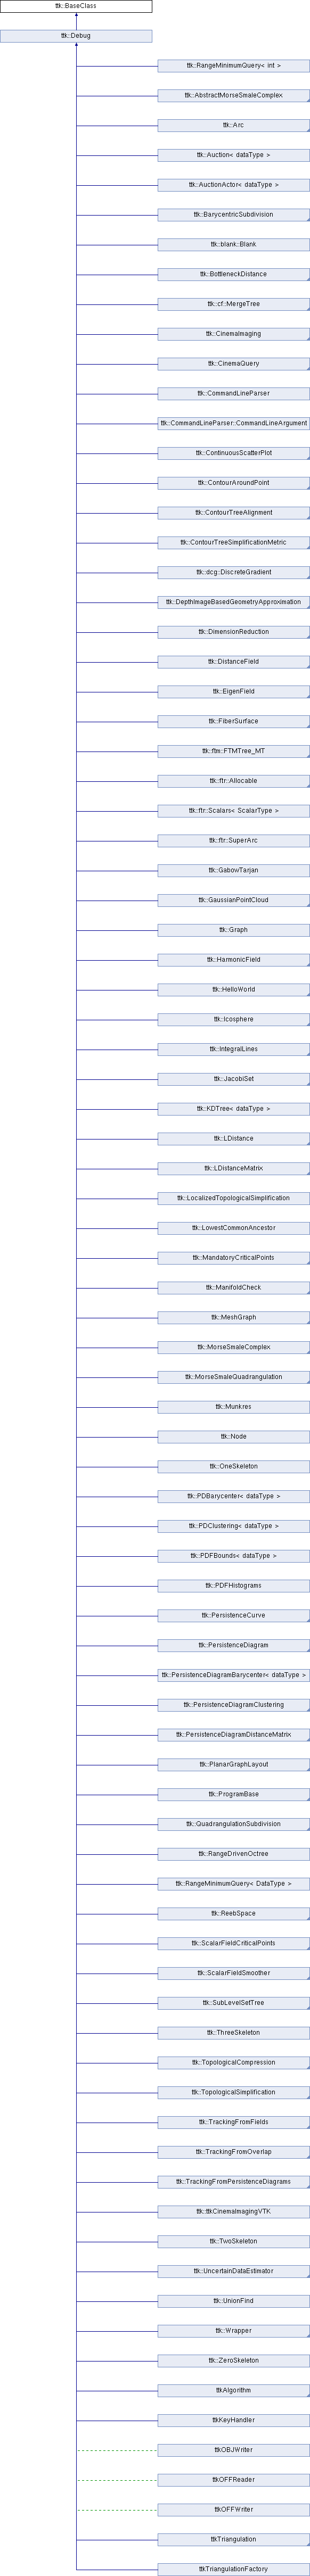 ttk::BaseClass
ttk::Debug
ttk::RangeMinimumQuery< int >
ttk::AbstractMorseSmaleComplex
ttk::Arc
ttk::Auction< dataType >
ttk::AuctionActor< dataType >
ttk::BarycentricSubdivision
ttk::blank::Blank
ttk::BottleneckDistance
ttk::cf::MergeTree
ttk::CinemaImaging
ttk::CinemaQuery
ttk::CommandLineParser
ttk::CommandLineParser::CommandLineArgument
ttk::ContinuousScatterPlot
ttk::ContourAroundPoint
ttk::ContourTreeAlignment
ttk::ContourTreeSimplificationMetric
ttk::dcg::DiscreteGradient
ttk::DepthImageBasedGeometryApproximation
ttk::DimensionReduction
ttk::DistanceField
ttk::EigenField
ttk::FiberSurface
ttk::ftm::FTMTree_MT
ttk::ftr::Allocable
ttk::ftr::Scalars< ScalarType >
ttk::ftr::SuperArc
ttk::GabowTarjan
ttk::GaussianPointCloud
ttk::Graph
ttk::HarmonicField
ttk::HelloWorld
ttk::Icosphere
ttk::IntegralLines
ttk::JacobiSet
ttk::KDTree< dataType >
ttk::LDistance
ttk::LDistanceMatrix
ttk::LocalizedTopologicalSimplification
ttk::LowestCommonAncestor
ttk::MandatoryCriticalPoints
ttk::ManifoldCheck
ttk::MeshGraph
ttk::MorseSmaleComplex
ttk::MorseSmaleQuadrangulation
ttk::Munkres
ttk::Node
ttk::OneSkeleton
ttk::PDBarycenter< dataType >
ttk::PDClustering< dataType >
ttk::PDFBounds< dataType >
ttk::PDFHistograms
ttk::PersistenceCurve
ttk::PersistenceDiagram
ttk::PersistenceDiagramBarycenter< dataType >
ttk::PersistenceDiagramClustering
ttk::PersistenceDiagramDistanceMatrix
ttk::PlanarGraphLayout
ttk::ProgramBase
ttk::QuadrangulationSubdivision
ttk::RangeDrivenOctree
ttk::RangeMinimumQuery< DataType >
ttk::ReebSpace
ttk::ScalarFieldCriticalPoints
ttk::ScalarFieldSmoother
ttk::SubLevelSetTree
ttk::ThreeSkeleton
ttk::TopologicalCompression
ttk::TopologicalSimplification
ttk::TrackingFromFields
ttk::TrackingFromOverlap
ttk::TrackingFromPersistenceDiagrams
ttk::ttkCinemaImagingVTK
ttk::TwoSkeleton
ttk::UncertainDataEstimator
ttk::UnionFind
ttk::Wrapper
ttk::ZeroSkeleton
ttkAlgorithm
ttkKeyHandler
ttkOBJWriter
ttkOFFReader
ttkOFFWriter
ttkTriangulation
ttkTriangulationFactory